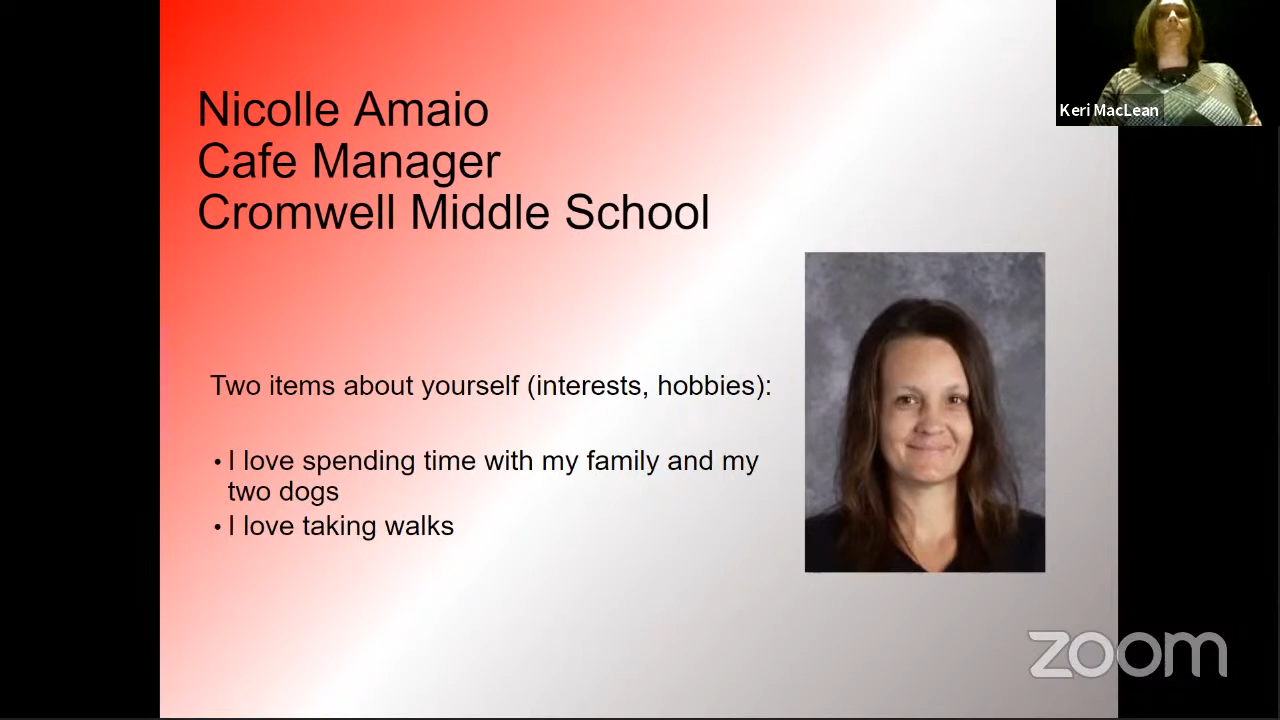 Nicolle Amaio
Cafe Manager
Cromwell Middle School
Keri MacLean
Two items about yourself (interests, hobbies):
• I love spending time with my family and my
two dogs
• I love taking walks
zoom